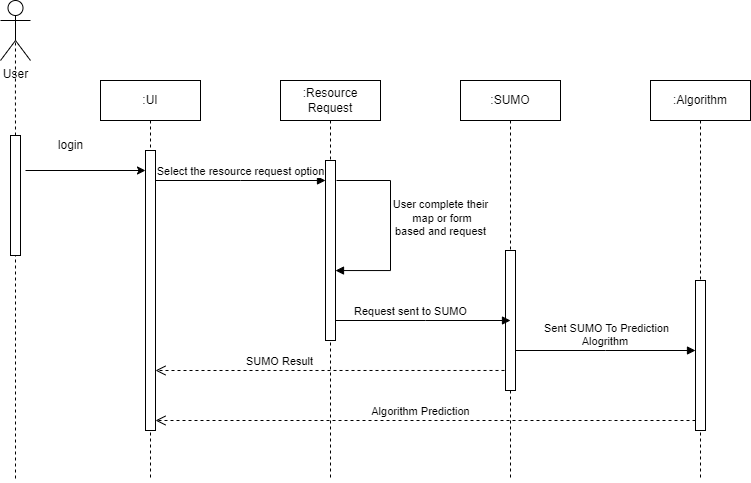 User
:UI
:Resource
Request
:SUMO
:Algorithm
login
Select the resource request option
User complete their
map or form
based and request
Request sent to SUMO
Sent SUMO To Prediction
Alogrithm
SUMO Result
Algorithm Prediction